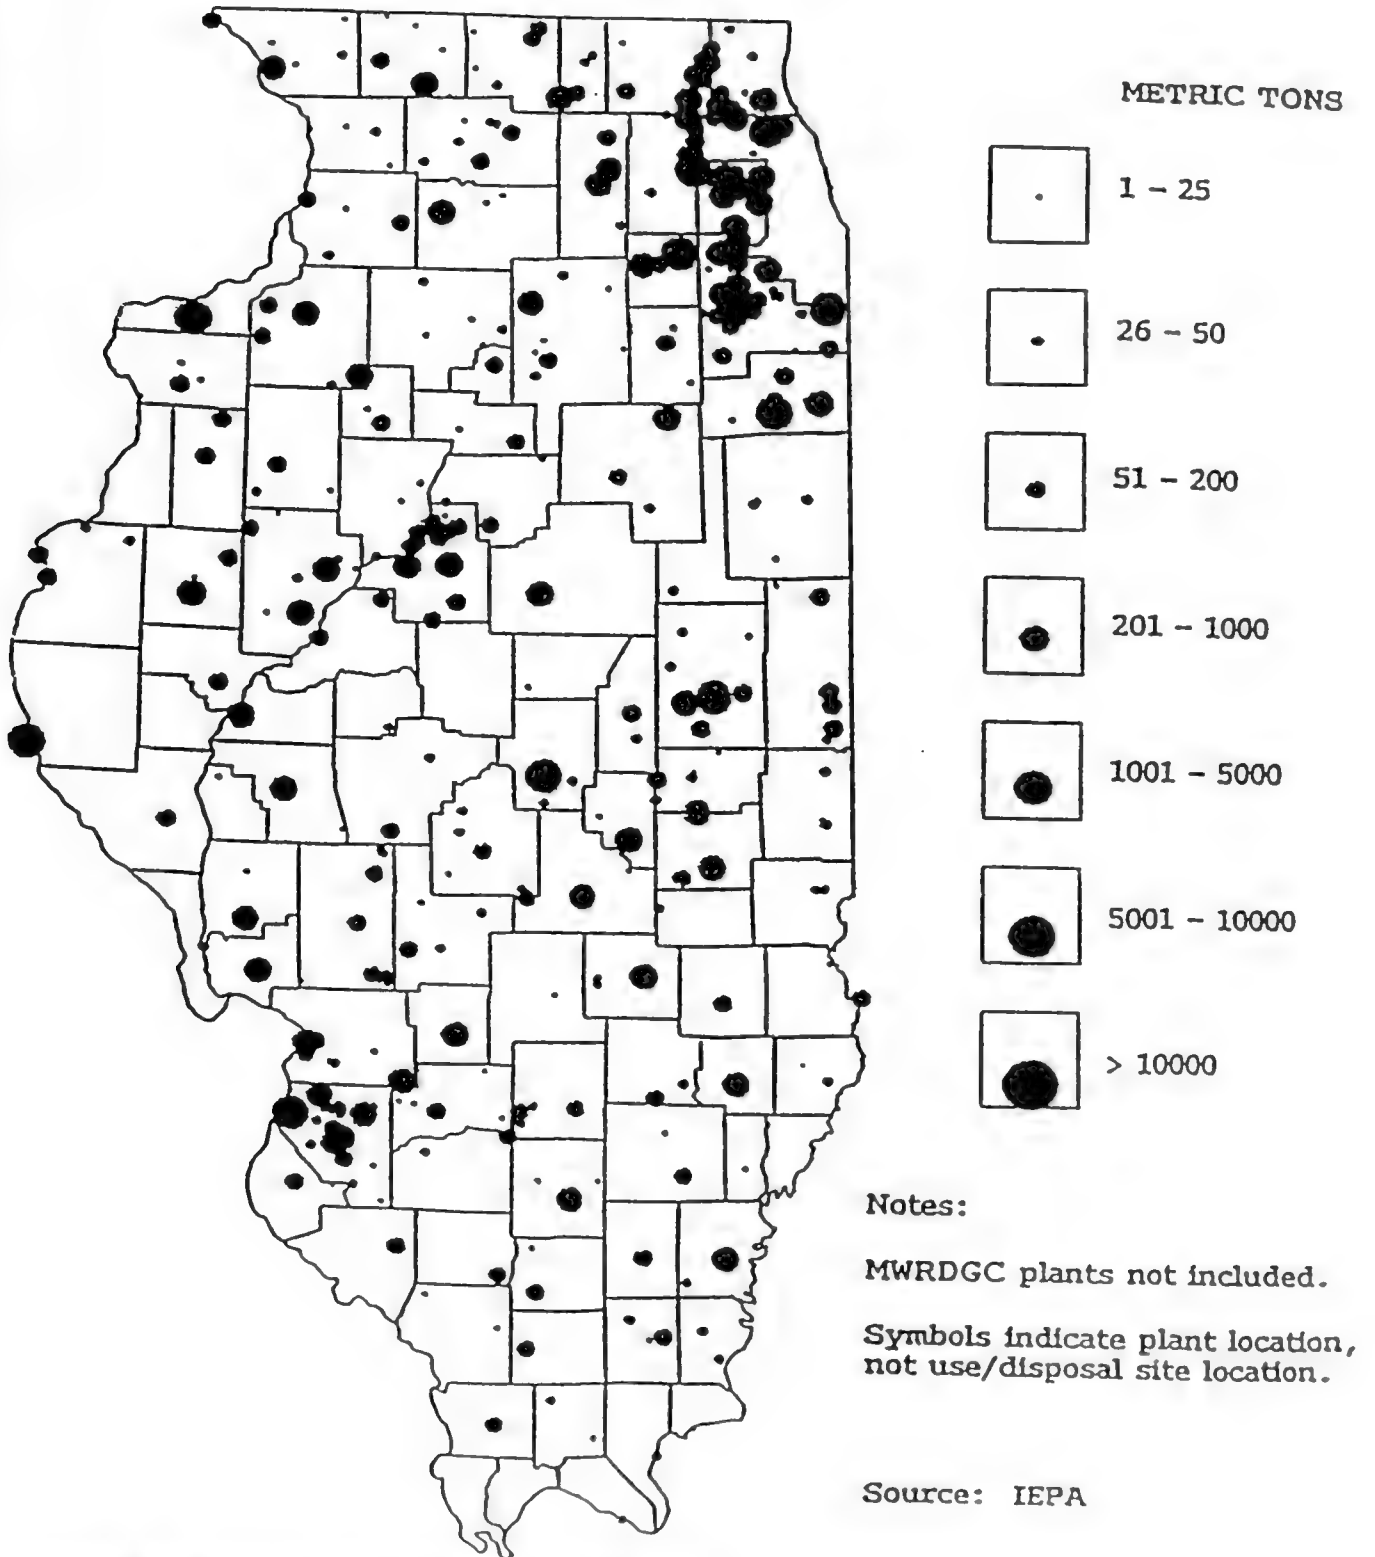 METRIC TONS
1 - 25
26 - 50
51 - 200
201 - 1000
1001 - 5000
5001 - 10000
> 10000
Notes:
MWRDGC plants not included.
Symbols indicate plant location,
not use/disposal site location.
Source: IEPA